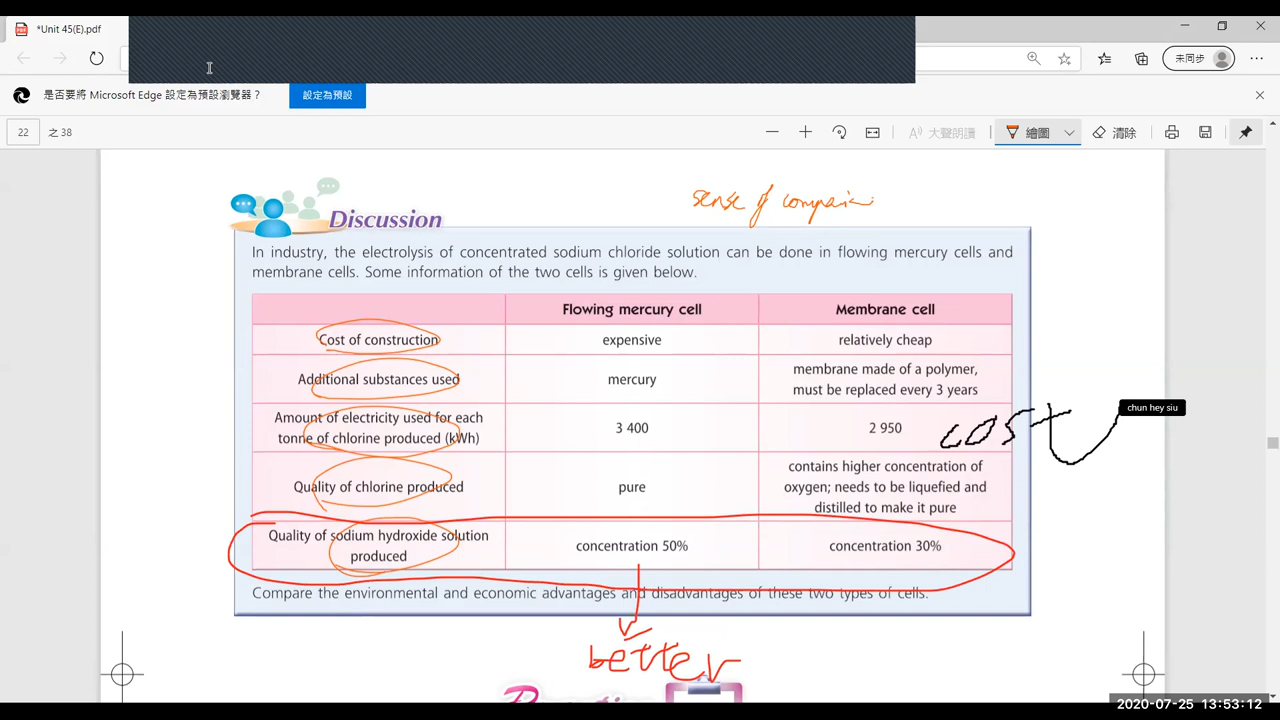 *Unit 45(E).pdf
未同步
是否要將 Microsoft Edge 設定為預設瀏覽器？ 設定為預設
22 之 38 大聲朗讀 繪圖 清除
sense of
Discussion
In industry, the electrolysis of concentrated sodium chloride solution can be done in flowing mercury cells and
membrane cells. Some information of the two cells is given below.
Flowing mercury cell Membrane cell
Cost of construction expensive relatively cheap
Additional substances used mercury membrane made of a polymer,
must be replaced every 3 years
Amount of electricity used for each
tonne of chlorine produced (kWh) 3 400 2 950
cost
chun hey siu
Quality of chlorine produced pure contains higher concentration of
oxygen; needs to be liquefied and
distilled to make it pure
Quality of sodium hydroxide solution
produced concentration 50% concentration 30%
Compare the environmental and economic advantages and disadvantages of these two types of cells.
better
2020-07-25 13:53:12